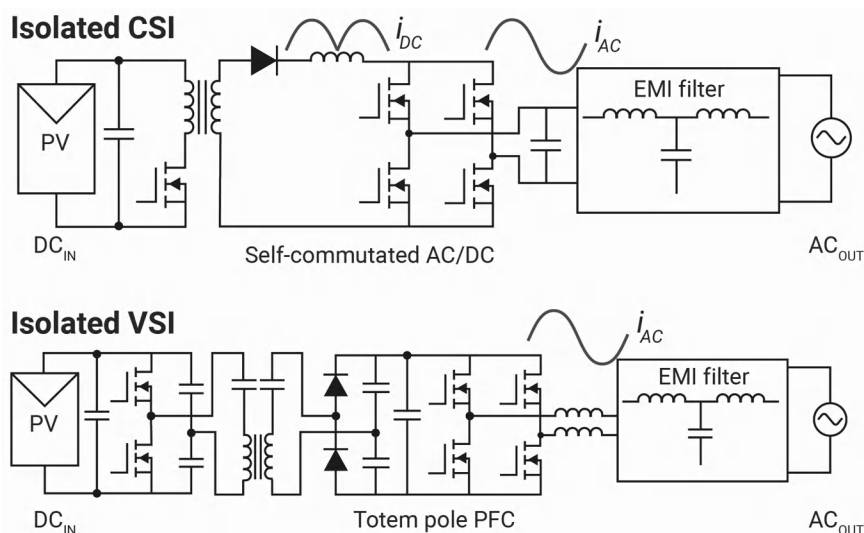 Isolated CSI
i_DC
i_AC
PV
EMI filter
DC_IN
Self-commutated AC/DC
AC_OUT
Isolated VSI
i_AC
PV
EMI filter
DC_IN
Totem pole PFC
AC_OUT